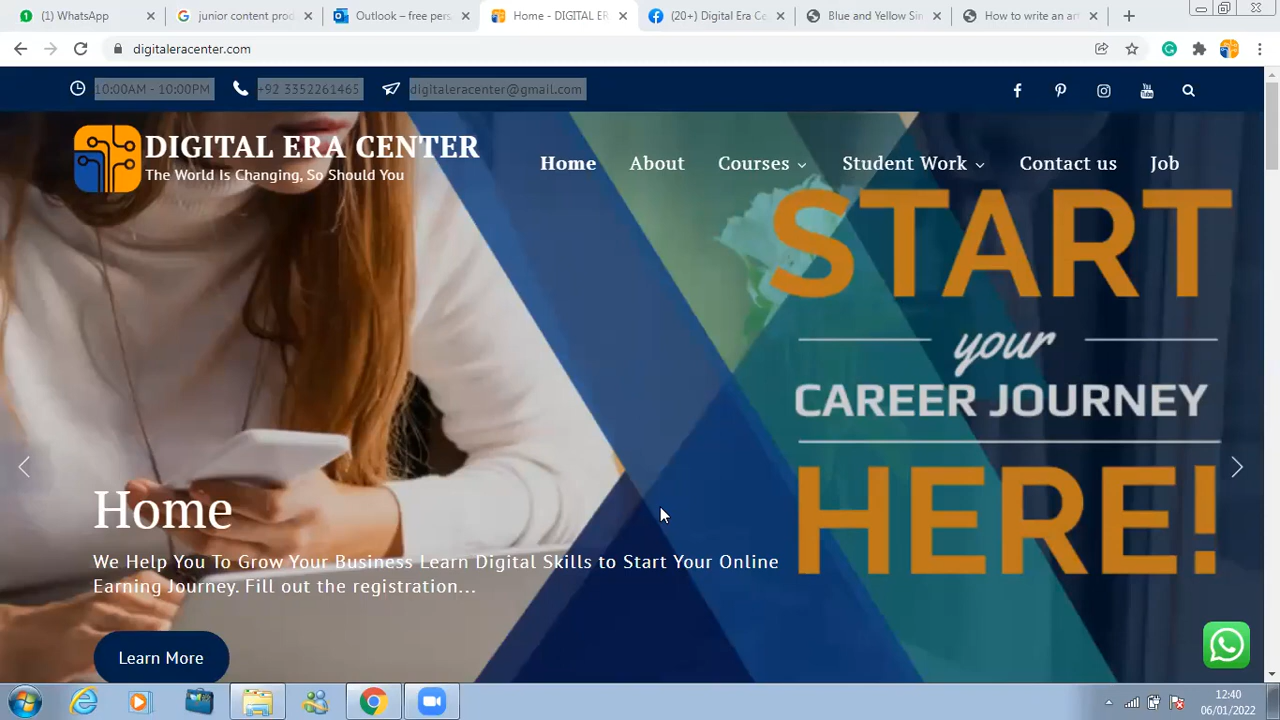 (1) WhatsApp
junior content prod
Outlook – free pers
Home - DIGITAL ER
(20+) Digital Era Ce
Blue and Yellow Sim
How to write an art
digitaleracenter.com
10:00AM - 10:00PM
+92 3352261465
digitaleracenter@gmail.com
DIGITAL ERA CENTER
The World Is Changing, So Should You
Home
About
Courses
Student Work
Contact us
Job
START
your
CAREER JOURNEY
HERE!
Home
We Help You To Grow Your Business Learn Digital Skills to Start Your Online
Earning Journey. Fill out the registration...
Learn More
12:40
06/01/2022